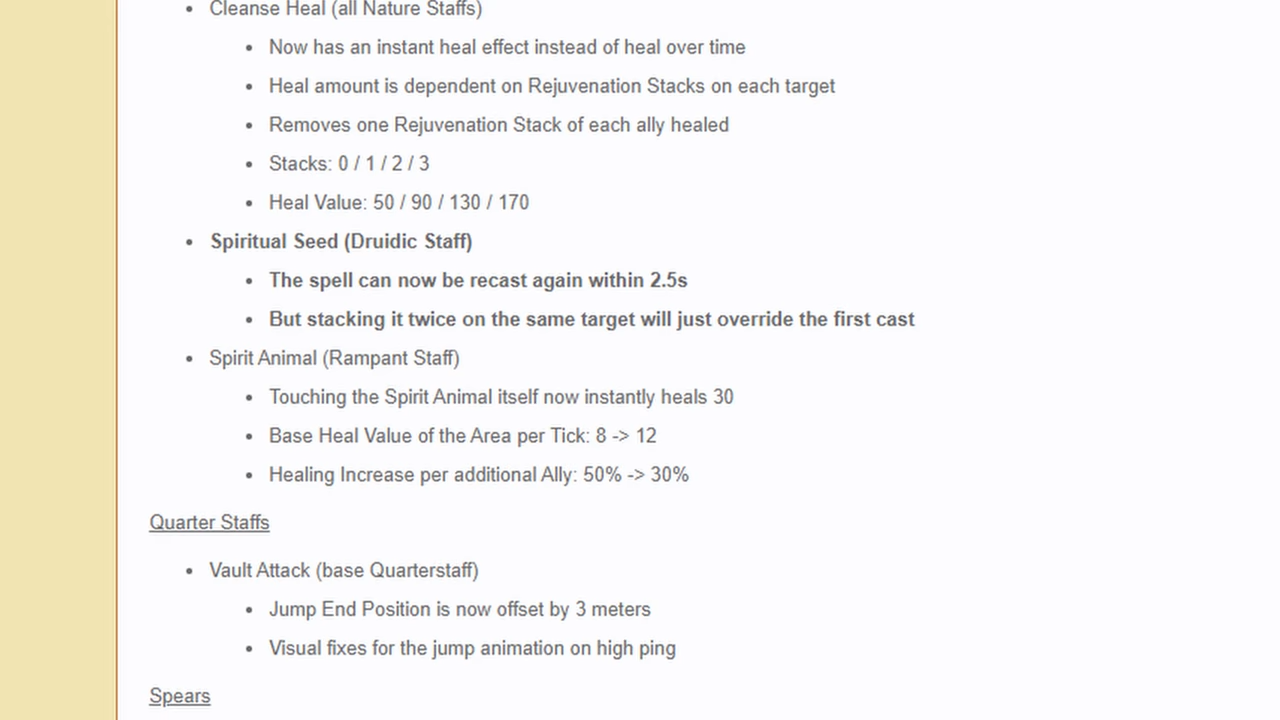 Cleanse Heal (all Nature Staffs)
Now has an instant heal effect instead of heal over time
Heal amount is dependent on Rejuvenation Stacks on each target
Removes one Rejuvenation Stack of each ally healed
Stacks: 0 / 1 / 2 / 3
Heal Value: 50 / 90 / 130 / 170
Spiritual Seed (Druidic Staff)
The spell can now be recast again within 2.5s
But stacking it twice on the same target will just override the first cast
Spirit Animal (Rampant Staff)
Touching the Spirit Animal itself now instantly heals 30
Base Heal Value of the Area per Tick: 8 -> 12
Healing Increase per additional Ally: 50% -> 30%
Quarter Staffs
Vault Attack (base Quarterstaff)
Jump End Position is now offset by 3 meters
Visual fixes for the jump animation on high ping
Spears